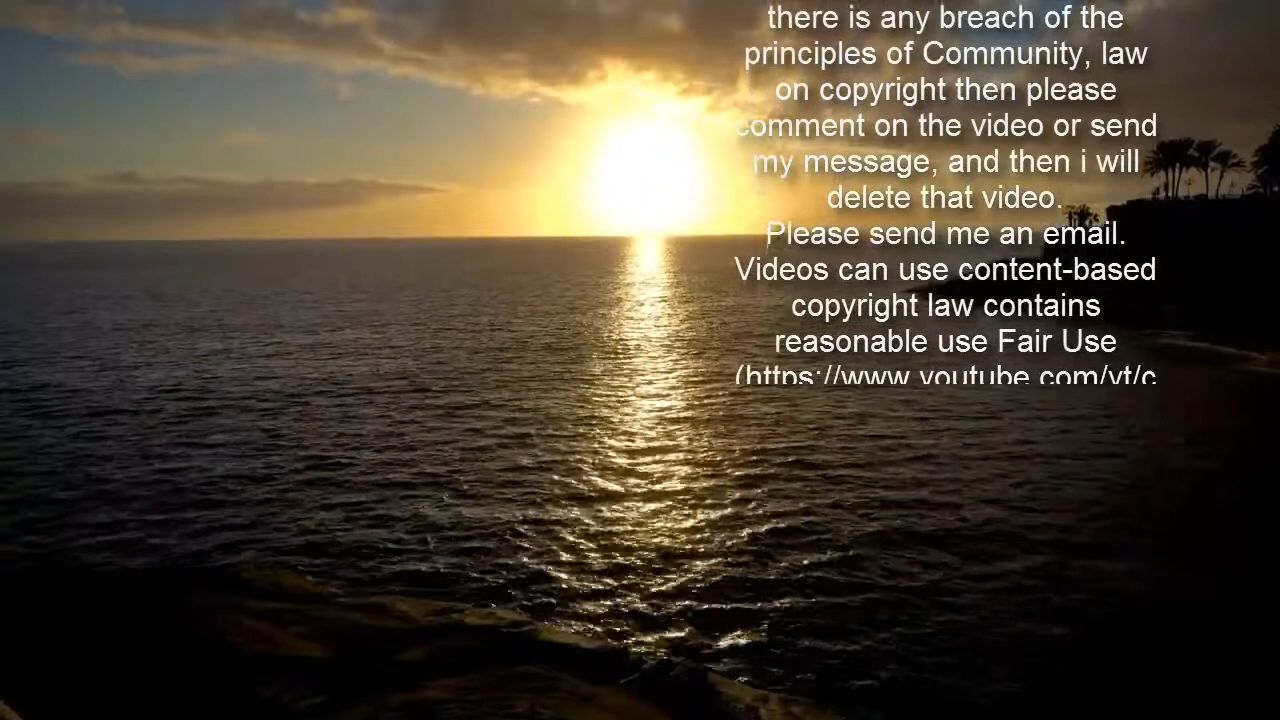 there is any breach of the
principles of Community, law
on copyright then please
comment on the video or send
my message, and then i will
delete that video.
Please send me an email.
Videos can use content-based
copyright law contains
reasonable use Fair Use
(https://www.youtube.com/yt/c